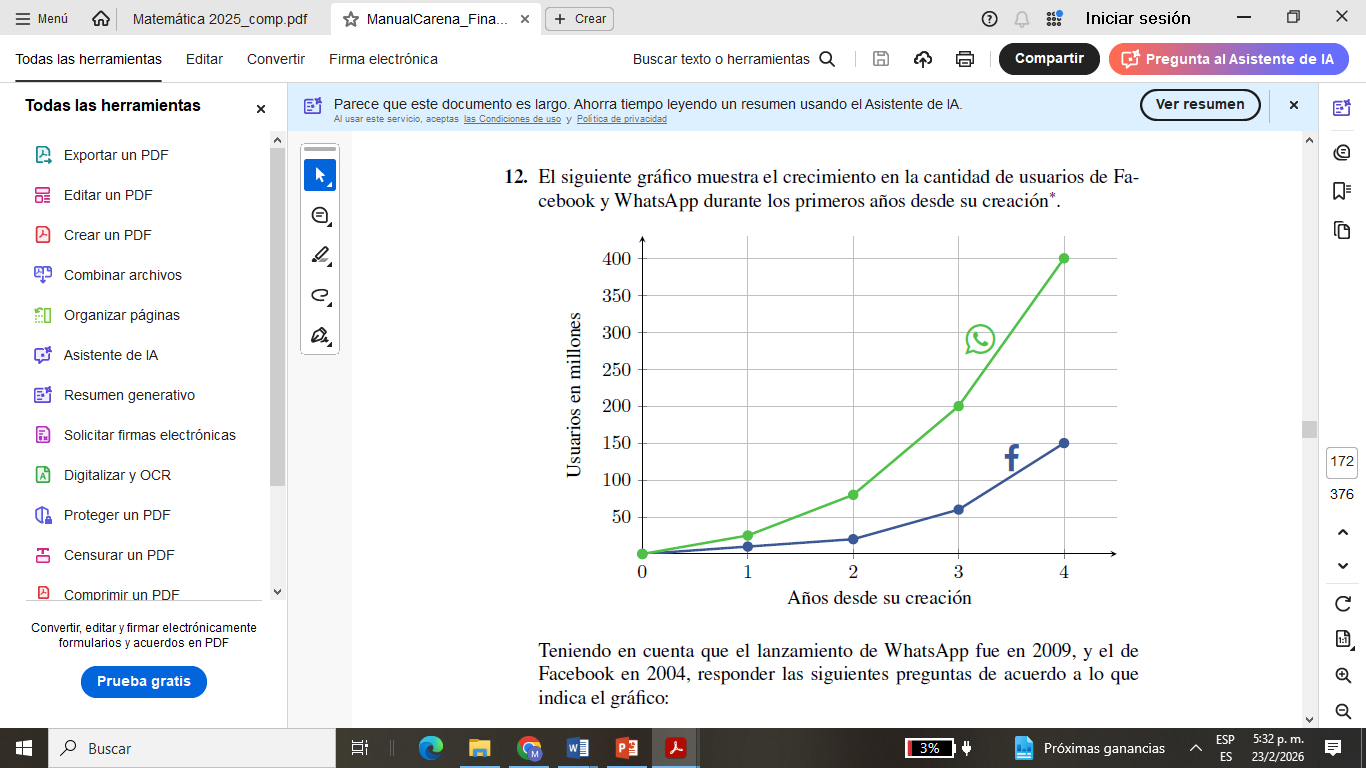 Menú
Matemática 2025_comp.pdf
ManualCarena_Fina...
Crear
Iniciar sesión
Todas las herramientas
Editar
Convertir
Firma electrónica
Buscar texto o herramientas
Compartir
Pregunta al Asistente de IA
Todas las herramientas
Exportar un PDF
Editar un PDF
Crear un PDF
Combinar archivos
Organizar páginas
Asistente de IA
Resumen generativo
Solicitar firmas electrónicas
Digitalizar y OCR
Proteger un PDF
Censurar un PDF
Comprimir un PDF
Convertir, editar y firmar electrónicamente
formularios y acuerdos en PDF
Prueba gratis
Parece que este documento es largo. Ahorra tiempo leyendo un resumen usando el Asistente de IA.
Al usar este servicio, aceptas las Condiciones de uso y Política de privacidad
Ver resumen
12. El siguiente gráfico muestra el crecimiento en la cantidad de usuarios de Fa-
cebook y WhatsApp durante los primeros años desde su creación*.
Usuarios en millones
400
350
300
250
200
150
100
50
0 1 2 3 4
Años desde su creación
Teniendo en cuenta que el lanzamiento de WhatsApp fue en 2009, y el de
Facebook en 2004, responder las siguientes preguntas de acuerdo a lo que
indica el gráfico:
172
376
1:1
Buscar
3%
Próximas ganancias
ESP
ES
5:32 p. m.
23/2/2026